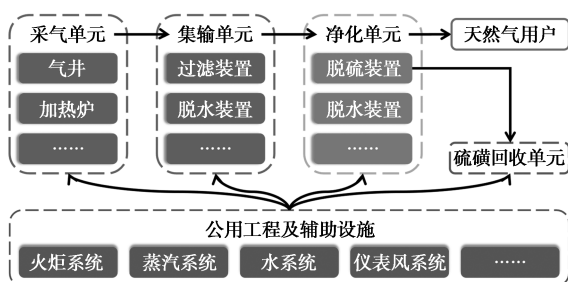 采气单元
集输单元
净化单元
天然气用户
气井
过滤装置
脱硫装置
加热炉
脱水装置
脱水装置
……
……
……
硫磺回收单元
公用工程及辅助设施
火炬系统
蒸汽系统
水系统
仪表风系统
……